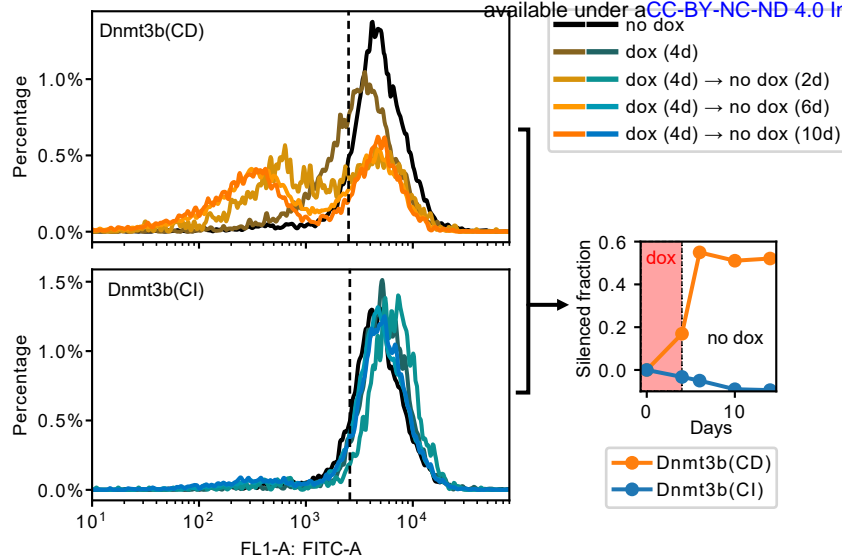 available under aCC-BY-NC-ND 4.0 In
Dnmt3b(CD)
Percentage
1.0%
0.5%
0.0%
no dox
dox (4d)
dox (4d) → no dox (2d)
dox (4d) → no dox (6d)
dox (4d) → no dox (10d)
Dnmt3b(CI)
Percentage
1.5%
1.0%
0.5%
0.0%
10¹ 10² 10³ 10⁴
FL1-A: FITC-A
Silenced fraction
0.6
0.4
0.2
0.0
dox
no dox
0 10
Days
Dnmt3b(CD)
Dnmt3b(CI)